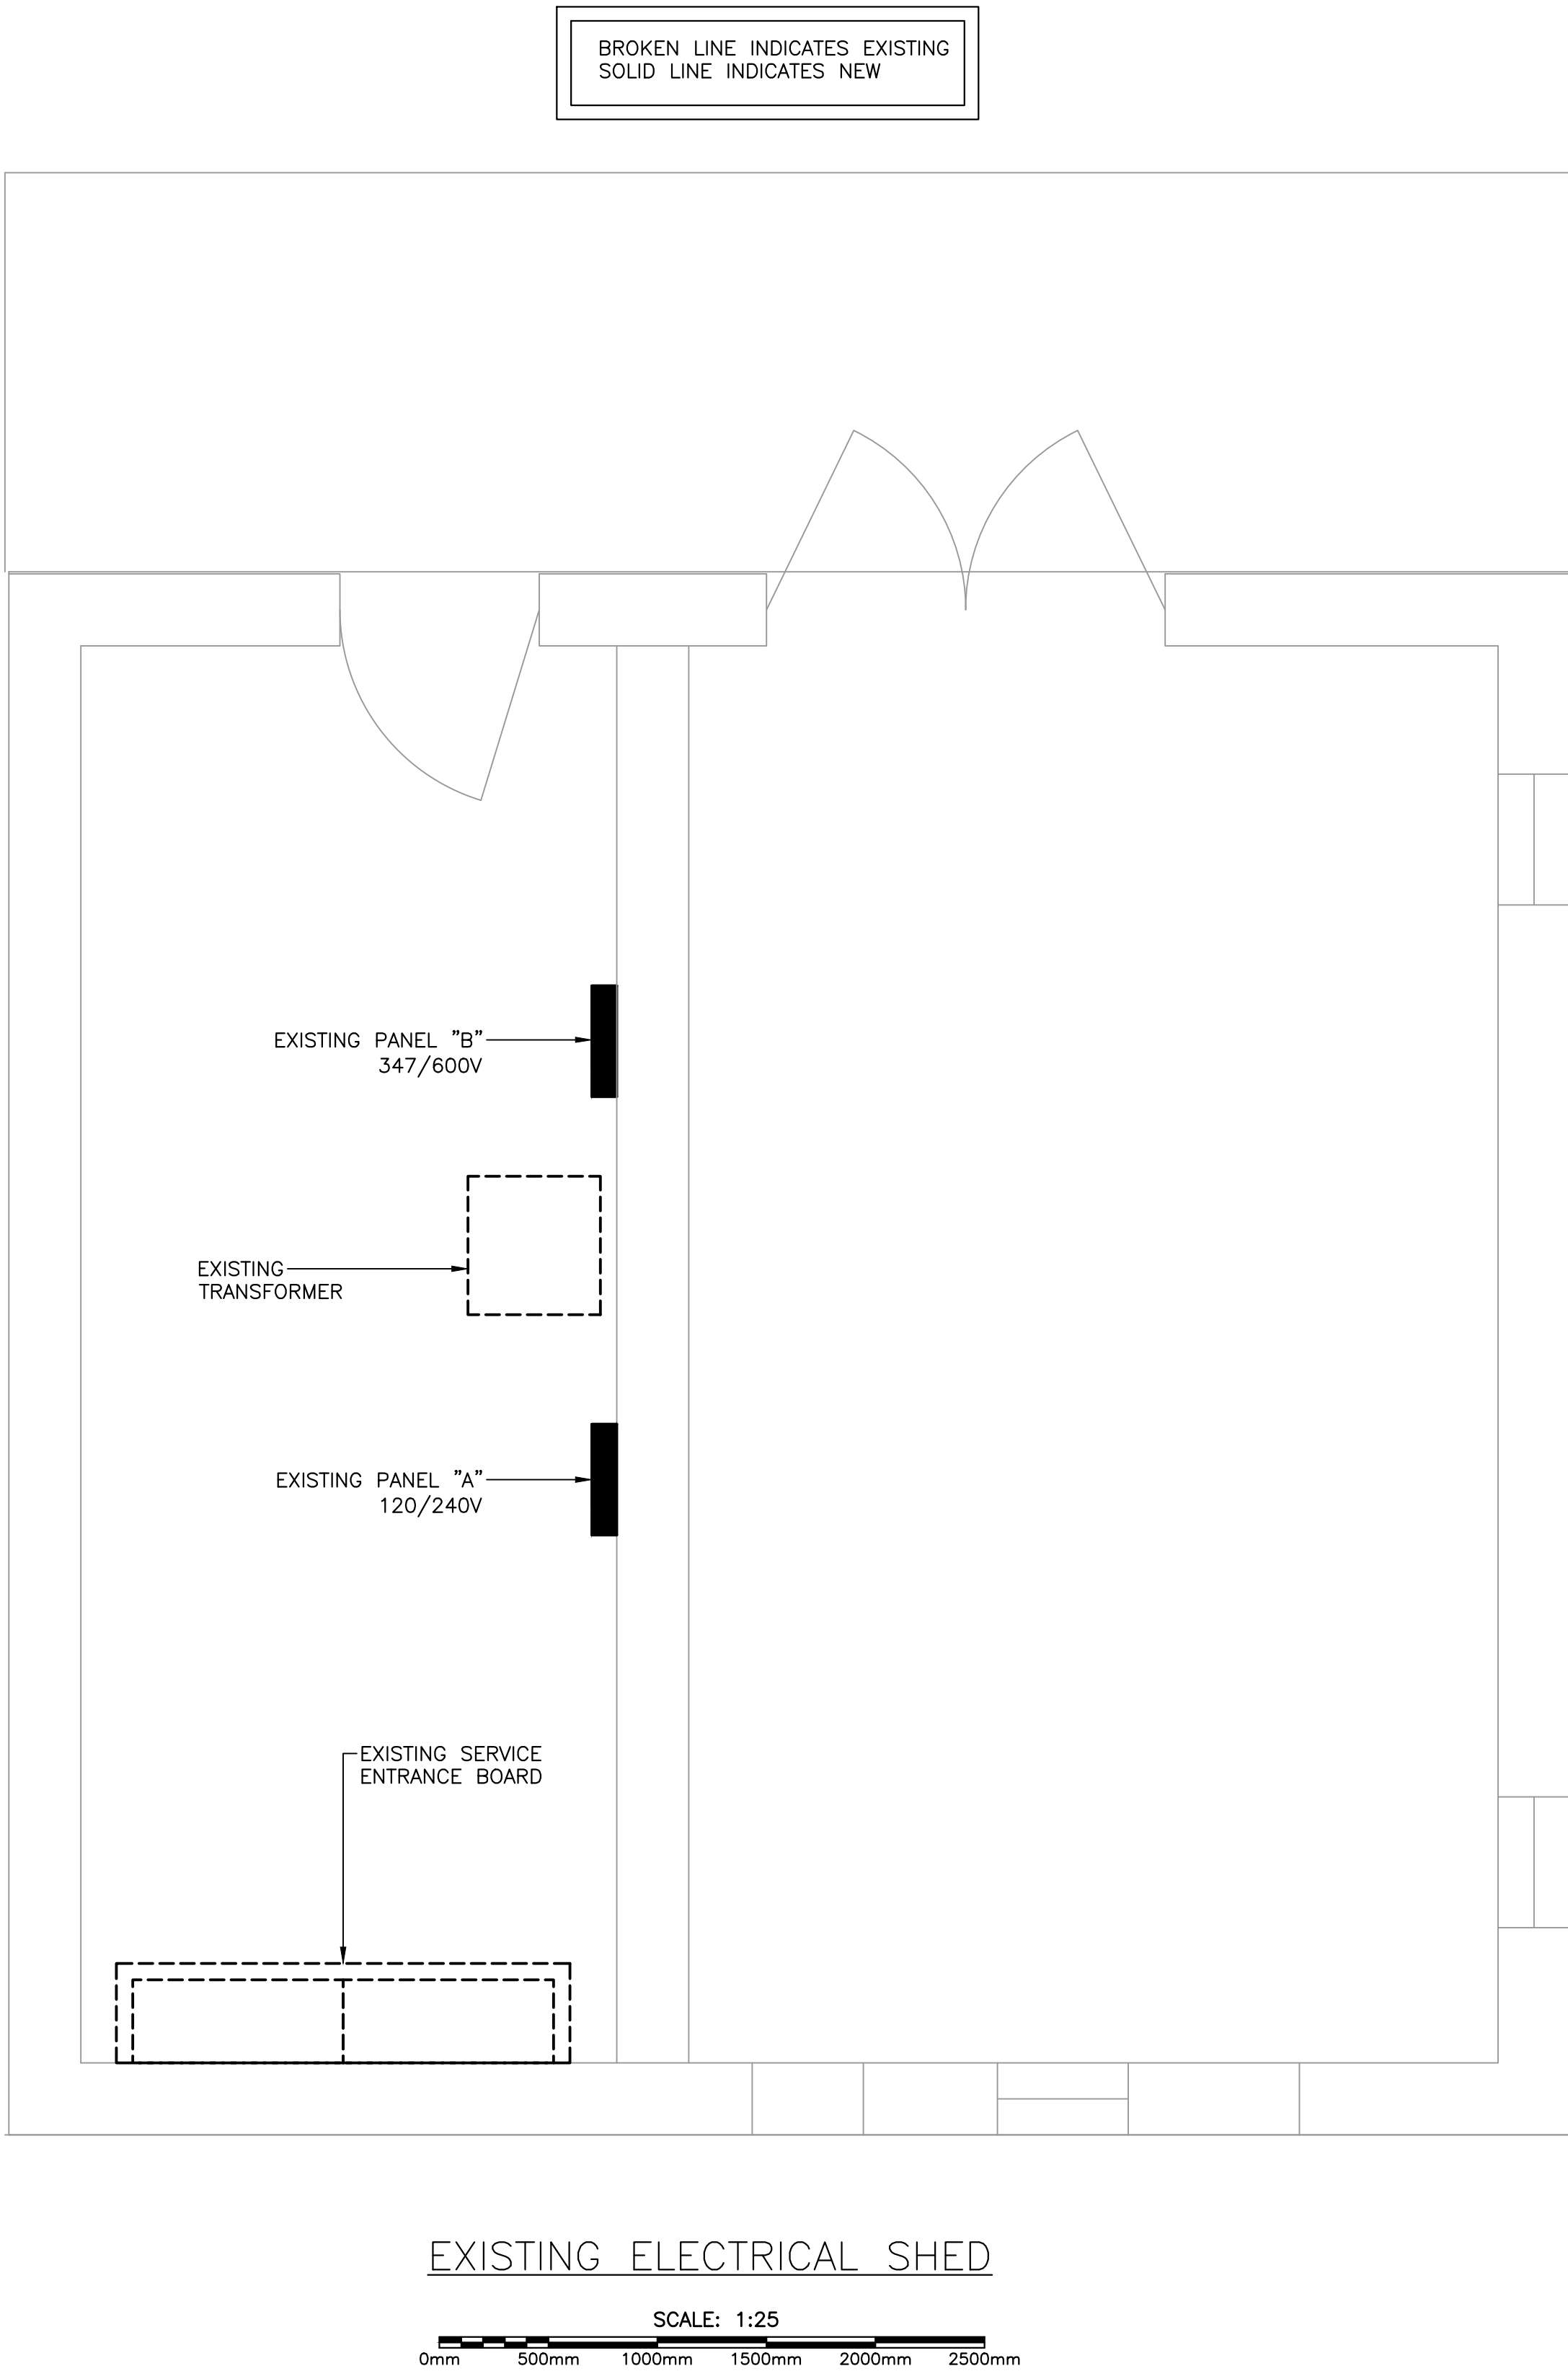 BROKEN LINE INDICATES EXISTING
SOLID LINE INDICATES NEW
EXISTING PANEL "B"
347/600V
EXISTING
TRANSFORMER
EXISTING PANEL "A"
120/240V
EXISTING SERVICE
ENTRANCE BOARD
EXISTING ELECTRICAL SHED
SCALE: 1:25
0mm 500mm 1000mm 1500mm 2000mm 2500mm